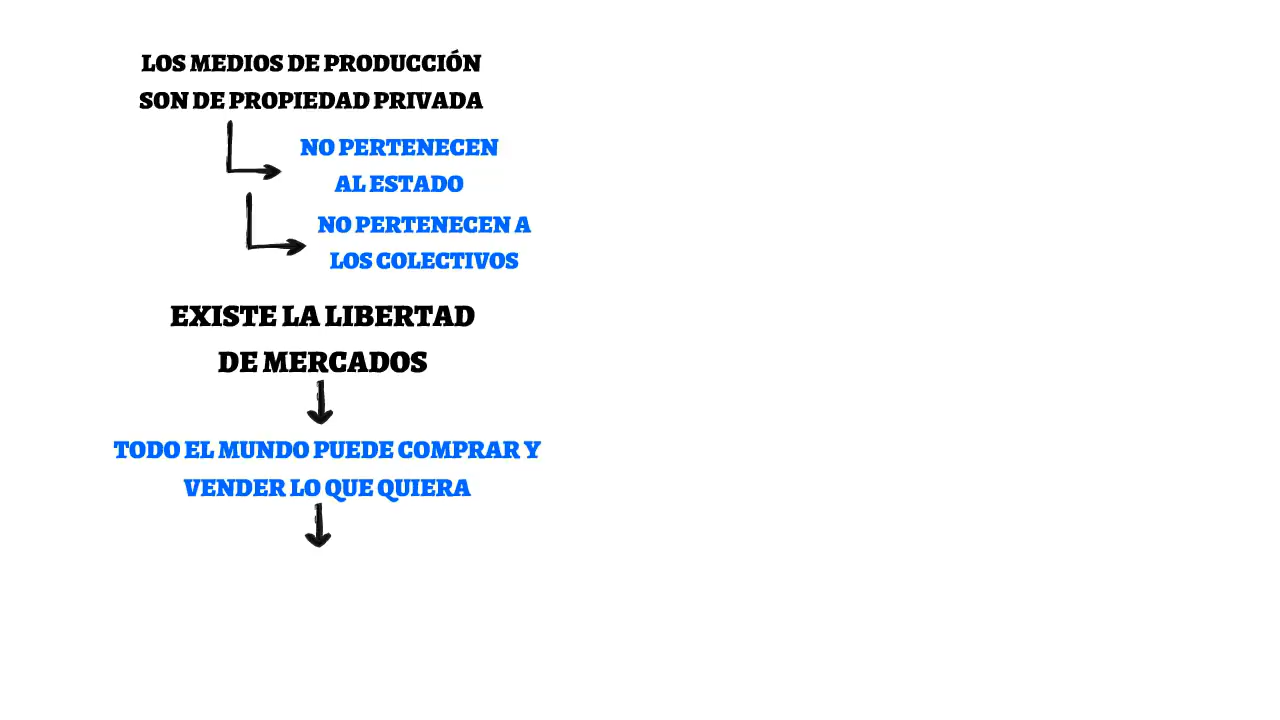 LOS MEDIOS DE PRODUCCIÓN
SON DE PROPIEDAD PRIVADA
NO PERTENECEN
AL ESTADO
NO PERTENECEN A
LOS COLECTIVOS
EXISTE LA LIBERTAD
DE MERCADOS
TODO EL MUNDO PUEDE COMPRAR Y
VENDER LO QUE QUIERA